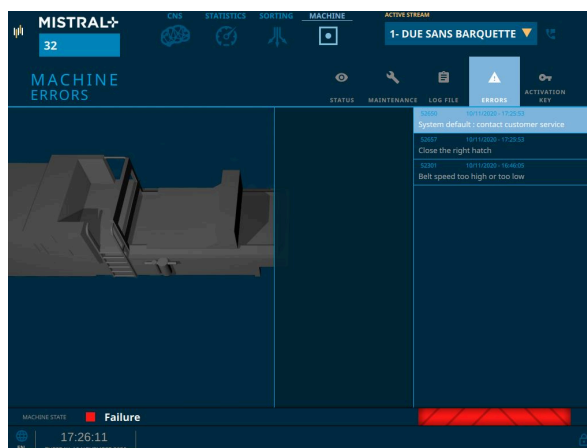 MISTRAL+
32
CNS
STATISTICS
SORTING
MACHINE
ACTIVE STREAM
1- DUE SANS BARQUETTE
MACHINE
ERRORS
STATUS
MAINTENANCE
LOG FILE
ERRORS
ACTIVATION
KEY
10/11/2020 - 17:25:53
System default : contact customer service
S2657 10/11/2020 - 17:25:53
Close the right hatch
S2301 10/11/2020 - 16:46:05
Belt speed too high or too low
MACHINE STATE
Failure
17:26:11
EN